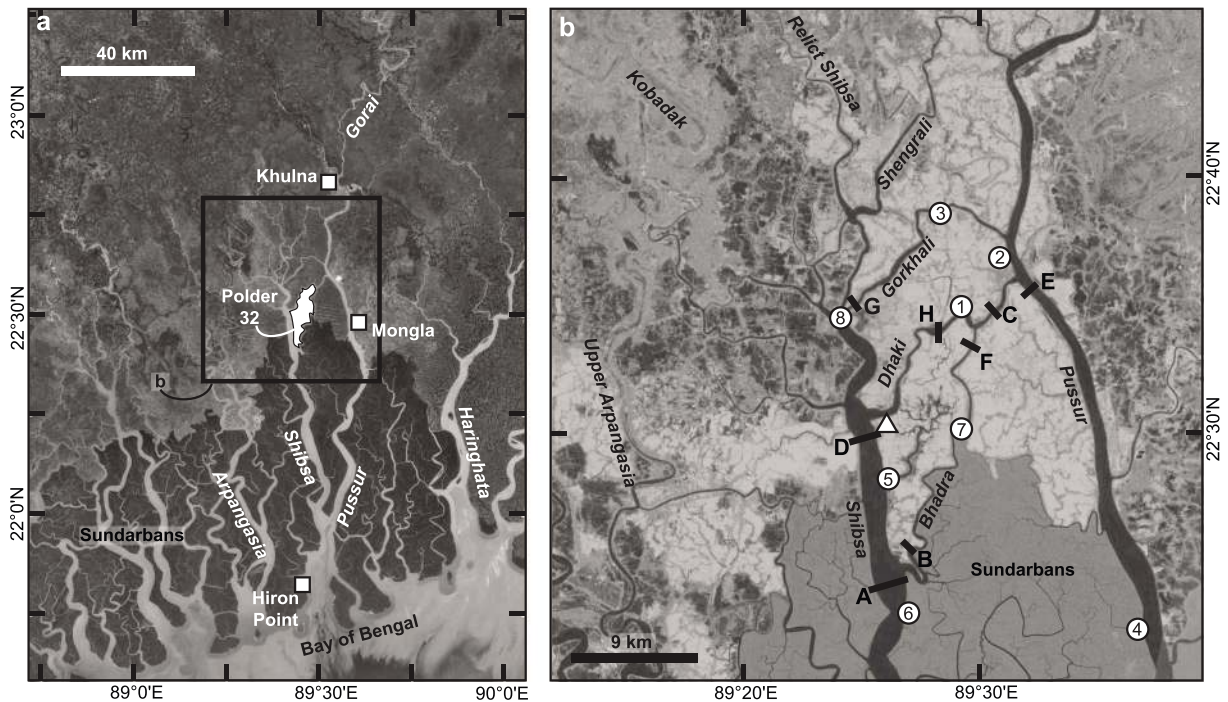 a
40 km
Gorai
Khulna
Polder
32
Mongla
b
Haringhata
Shibsa
Pussur
Arpangasia
Sundarbans
Hiron
Point
Bay of Bengal
23°0'N
22°30'N
22°0'N
89°0'E
89°30'E
90°0'E
b
Relict Shibsa
Kobadak
Shengrali
3
Gorkhali
2
E
G
8
H
1
C
F
Dhaki
Upper Arpangasia
Pussur
7
D
5
Bhadra
Shibsa
B
Sundarbans
A
6
4
9 km
22°40'N
22°30'N
89°20'E
89°30'E